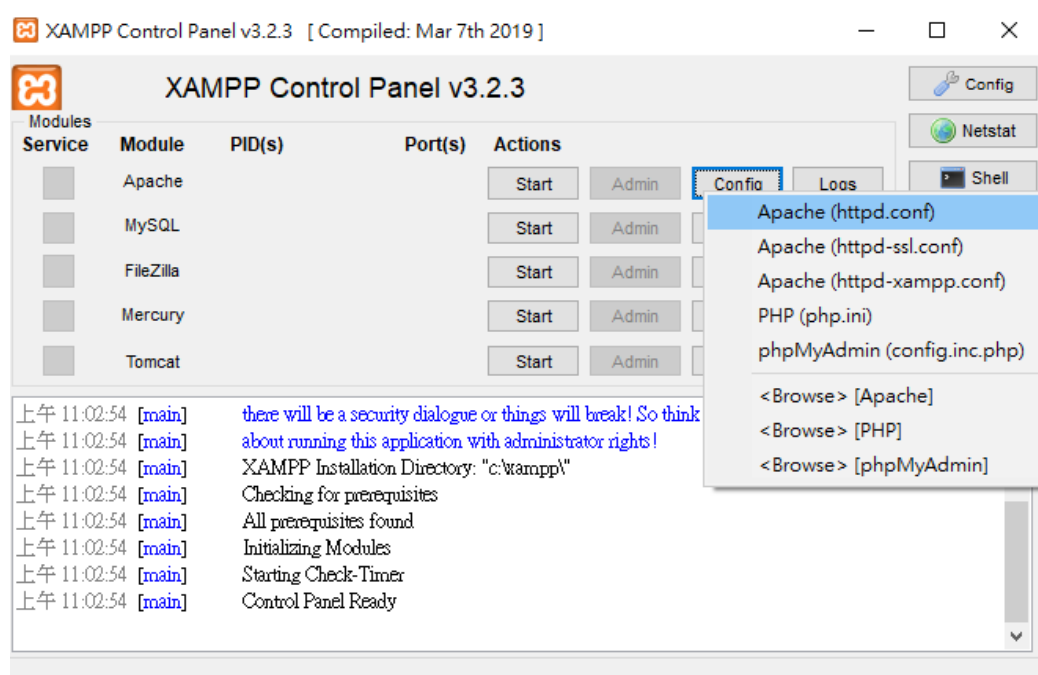 XAMPP Control Panel v3.2.3 [ Compiled: Mar 7th 2019 ]
XAMPP Control Panel v3.2.3
Config
Netstat
Shell
Modules
Service Module PID(s) Port(s) Actions
Apache Start Admin Config Logs
MySQL Start Admin
FileZilla Start Admin
Mercury Start Admin
Tomcat Start Admin
Apache (httpd.conf)
Apache (httpd-ssl.conf)
Apache (httpd-xampp.conf)
PHP (php.ini)
phpMyAdmin (config.inc.php)
<Browse> [Apache]
<Browse> [PHP]
<Browse> [phpMyAdmin]
上午 11:02:54 [main] there will be a security dialogue or things will break! So think
上午 11:02:54 [main] about running this application with administrator rights!
上午 11:02:54 [main] XAMPP Installation Directory: "c:\xampp\"
上午 11:02:54 [main] Checking for prerequisites
上午 11:02:54 [main] All prerequisites found
上午 11:02:54 [main] Initializing Modules
上午 11:02:54 [main] Starting Check-Timer
上午 11:02:54 [main] Control Panel Ready